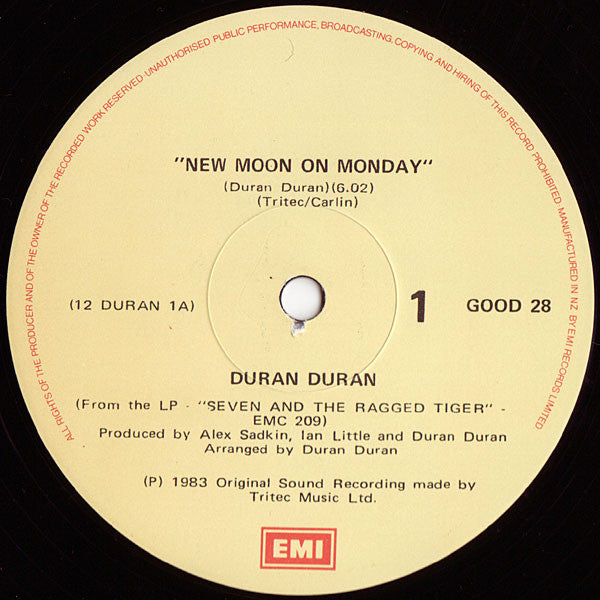 ALL RIGHTS OF THE PRODUCER AND OF THE OWNER OF THE RECORDED WORK RESERVED·UNAUTHORISED PUBLIC PERFORMANCE, BROADCASTING, COPYING AND HIRING OF THIS RECORD PROHIBITED. MANUFACTURED IN N.Z. BY EMI RECORDS LIMITED
"NEW MOON ON MONDAY"
(Duran Duran)(6.02)
(Tritec/Carlin)
(12 DURAN 1A) 1 GOOD 28
DURAN DURAN
(From the LP - "SEVEN AND THE RAGGED TIGER" -
EMC 209)
Produced by Alex Sadkin, Ian Little and Duran Duran
Arranged by Duran Duran
(P) 1983 Original Sound Recording made by
Tritec Music Ltd.
EMI